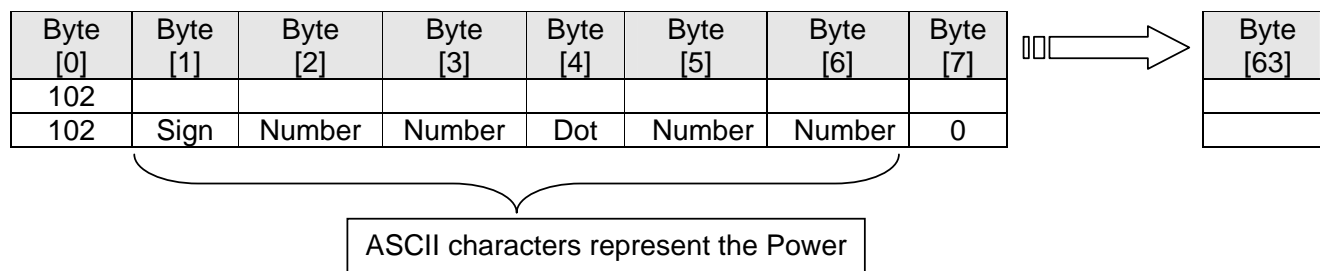 Byte [0] Byte [1] Byte [2] Byte [3] Byte [4] Byte [5] Byte [6] Byte [7] Byte [63]
102
102 Sign Number Number Dot Number Number 0
ASCII characters represent the Power